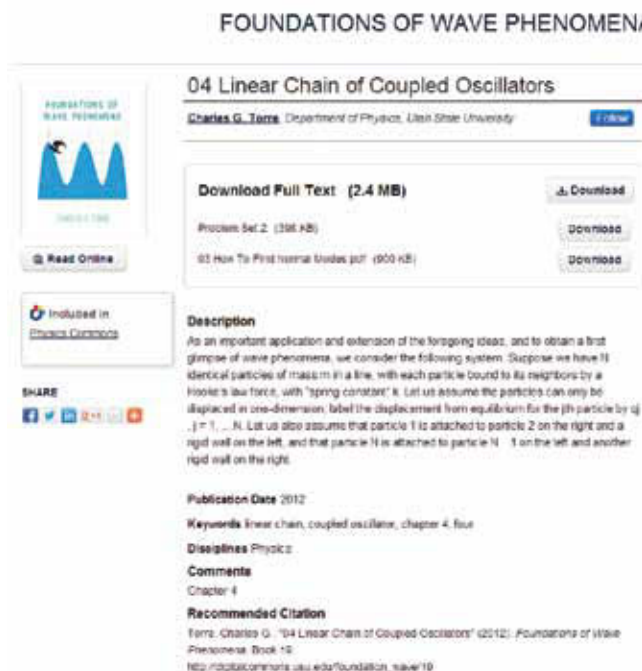 FOUNDATIONS OF WAVE PHENOMENA
FOUNDATIONS OF
WAVE PHENOMENA
Read Online
Included in
Physics Commons
SHARE
04 Linear Chain of Coupled Oscillators
Charles G. Torre, Department of Physics, Utah State University
Follow
Download Full Text (2.4 MB)
Download
Problem Set 2 (396 KB)
Download
03 How To Find Normal Modes.pdf (900 KB)
Download
Description
As an important application and extension of the foregoing ideas, and to obtain a first
glimpse of wave phenomena, we consider the following system. Suppose we have N
identical particles of mass m in a line, with each particle bound to its neighbors by a
Hooke's law force, with "spring constant" k. Let us assume the particles can only be
displaced in one-dimension; label the displacement from equilibrium for the jth particle by qj
, j = 1, ... N. Let us also assume that particle 1 is attached to particle 2 on the right and a
rigid wall on the left, and that particle N is attached to particle N 1 on the left and another
rigid wall on the right.
Publication Date 2012
Keywords linear chain, coupled oscillator, chapter 4, four
Disciplines Physics
Comments
Chapter 4
Recommended Citation
Torre, Charles G., "04 Linear Chain of Coupled Oscillators" (2012). Foundations of Wave
Phenomena. Book 19.
http://digitalcommons.usu.edu/foundation_wave/19